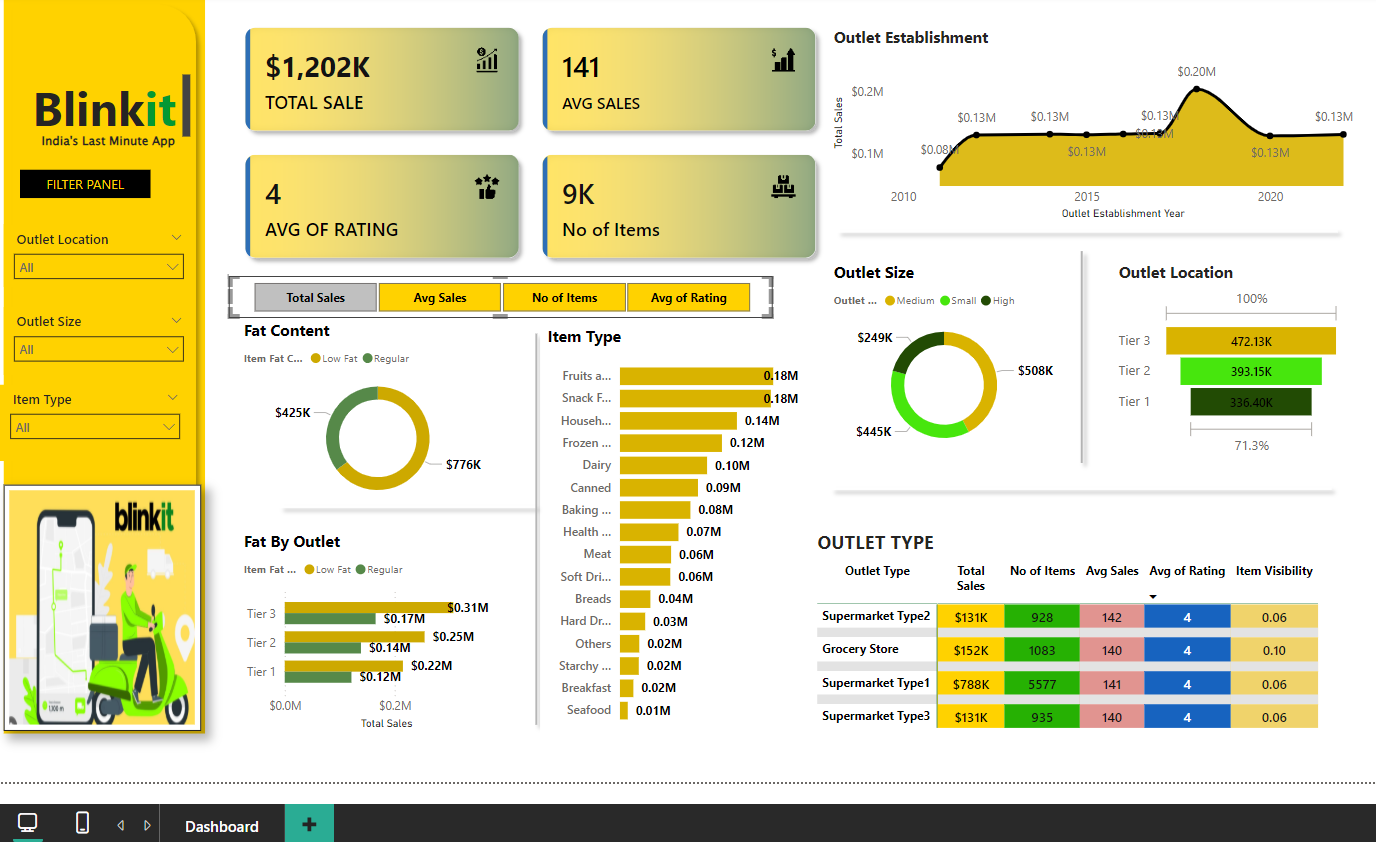 Blinkit
India's Last Minute App
FILTER PANEL
Outlet Location
All
Outlet Size
All
Item Type
All
blinkit
$1,202K
TOTAL SALE
141
AVG SALES
4
AVG OF RATING
9K
No of Items
Total Sales Avg Sales No of Items Avg of Rating
Fat Content
Item Fat C... Low Fat Regular
$425K
$776K
Fat By Outlet
Item Fat ... Low Fat Regular
Tier 3 $0.31M
$0.17M
Tier 2 $0.25M
$0.14M
Tier 1 $0.22M
$0.12M
$0.0M $0.2M
Total Sales
Item Type
Fruits a... 0.18M
Snack F... 0.18M
Househ... 0.14M
Frozen ... 0.12M
Dairy 0.10M
Canned 0.09M
Baking ... 0.08M
Health ... 0.07M
Meat 0.06M
Soft Dri... 0.06M
Breads 0.04M
Hard Dr... 0.03M
Others 0.02M
Starchy ... 0.02M
Breakfast 0.02M
Seafood 0.01M
Outlet Establishment
Total Sales
$0.2M
$0.1M
$0.08M
$0.13M
$0.13M
$0.13M
$0.13M
$0.13M
$0.20M
$0.13M
$0.13M
2010 2015 2020
Outlet Establishment Year
Outlet Size
Outlet ... Medium Small High
$249K
$508K
$445K
Outlet Location
100%
Tier 3 472.13K
Tier 2 393.15K
Tier 1 336.40K
71.3%
OUTLET TYPE
Outlet Type Total Sales No of Items Avg Sales Avg of Rating Item Visibility
Supermarket Type2 $131K 928 142 4 0.06
Grocery Store $152K 1083 140 4 0.10
Supermarket Type1 $788K 5577 141 4 0.06
Supermarket Type3 $131K 935 140 4 0.06
Dashboard
+